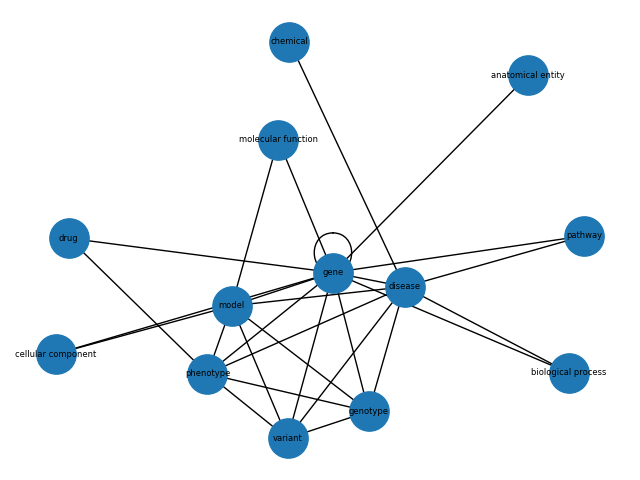 chemical
anatomical entity
molecular function
drug
pathway
gene
disease
model
cellular component
phenotype
biological process
genotype
variant